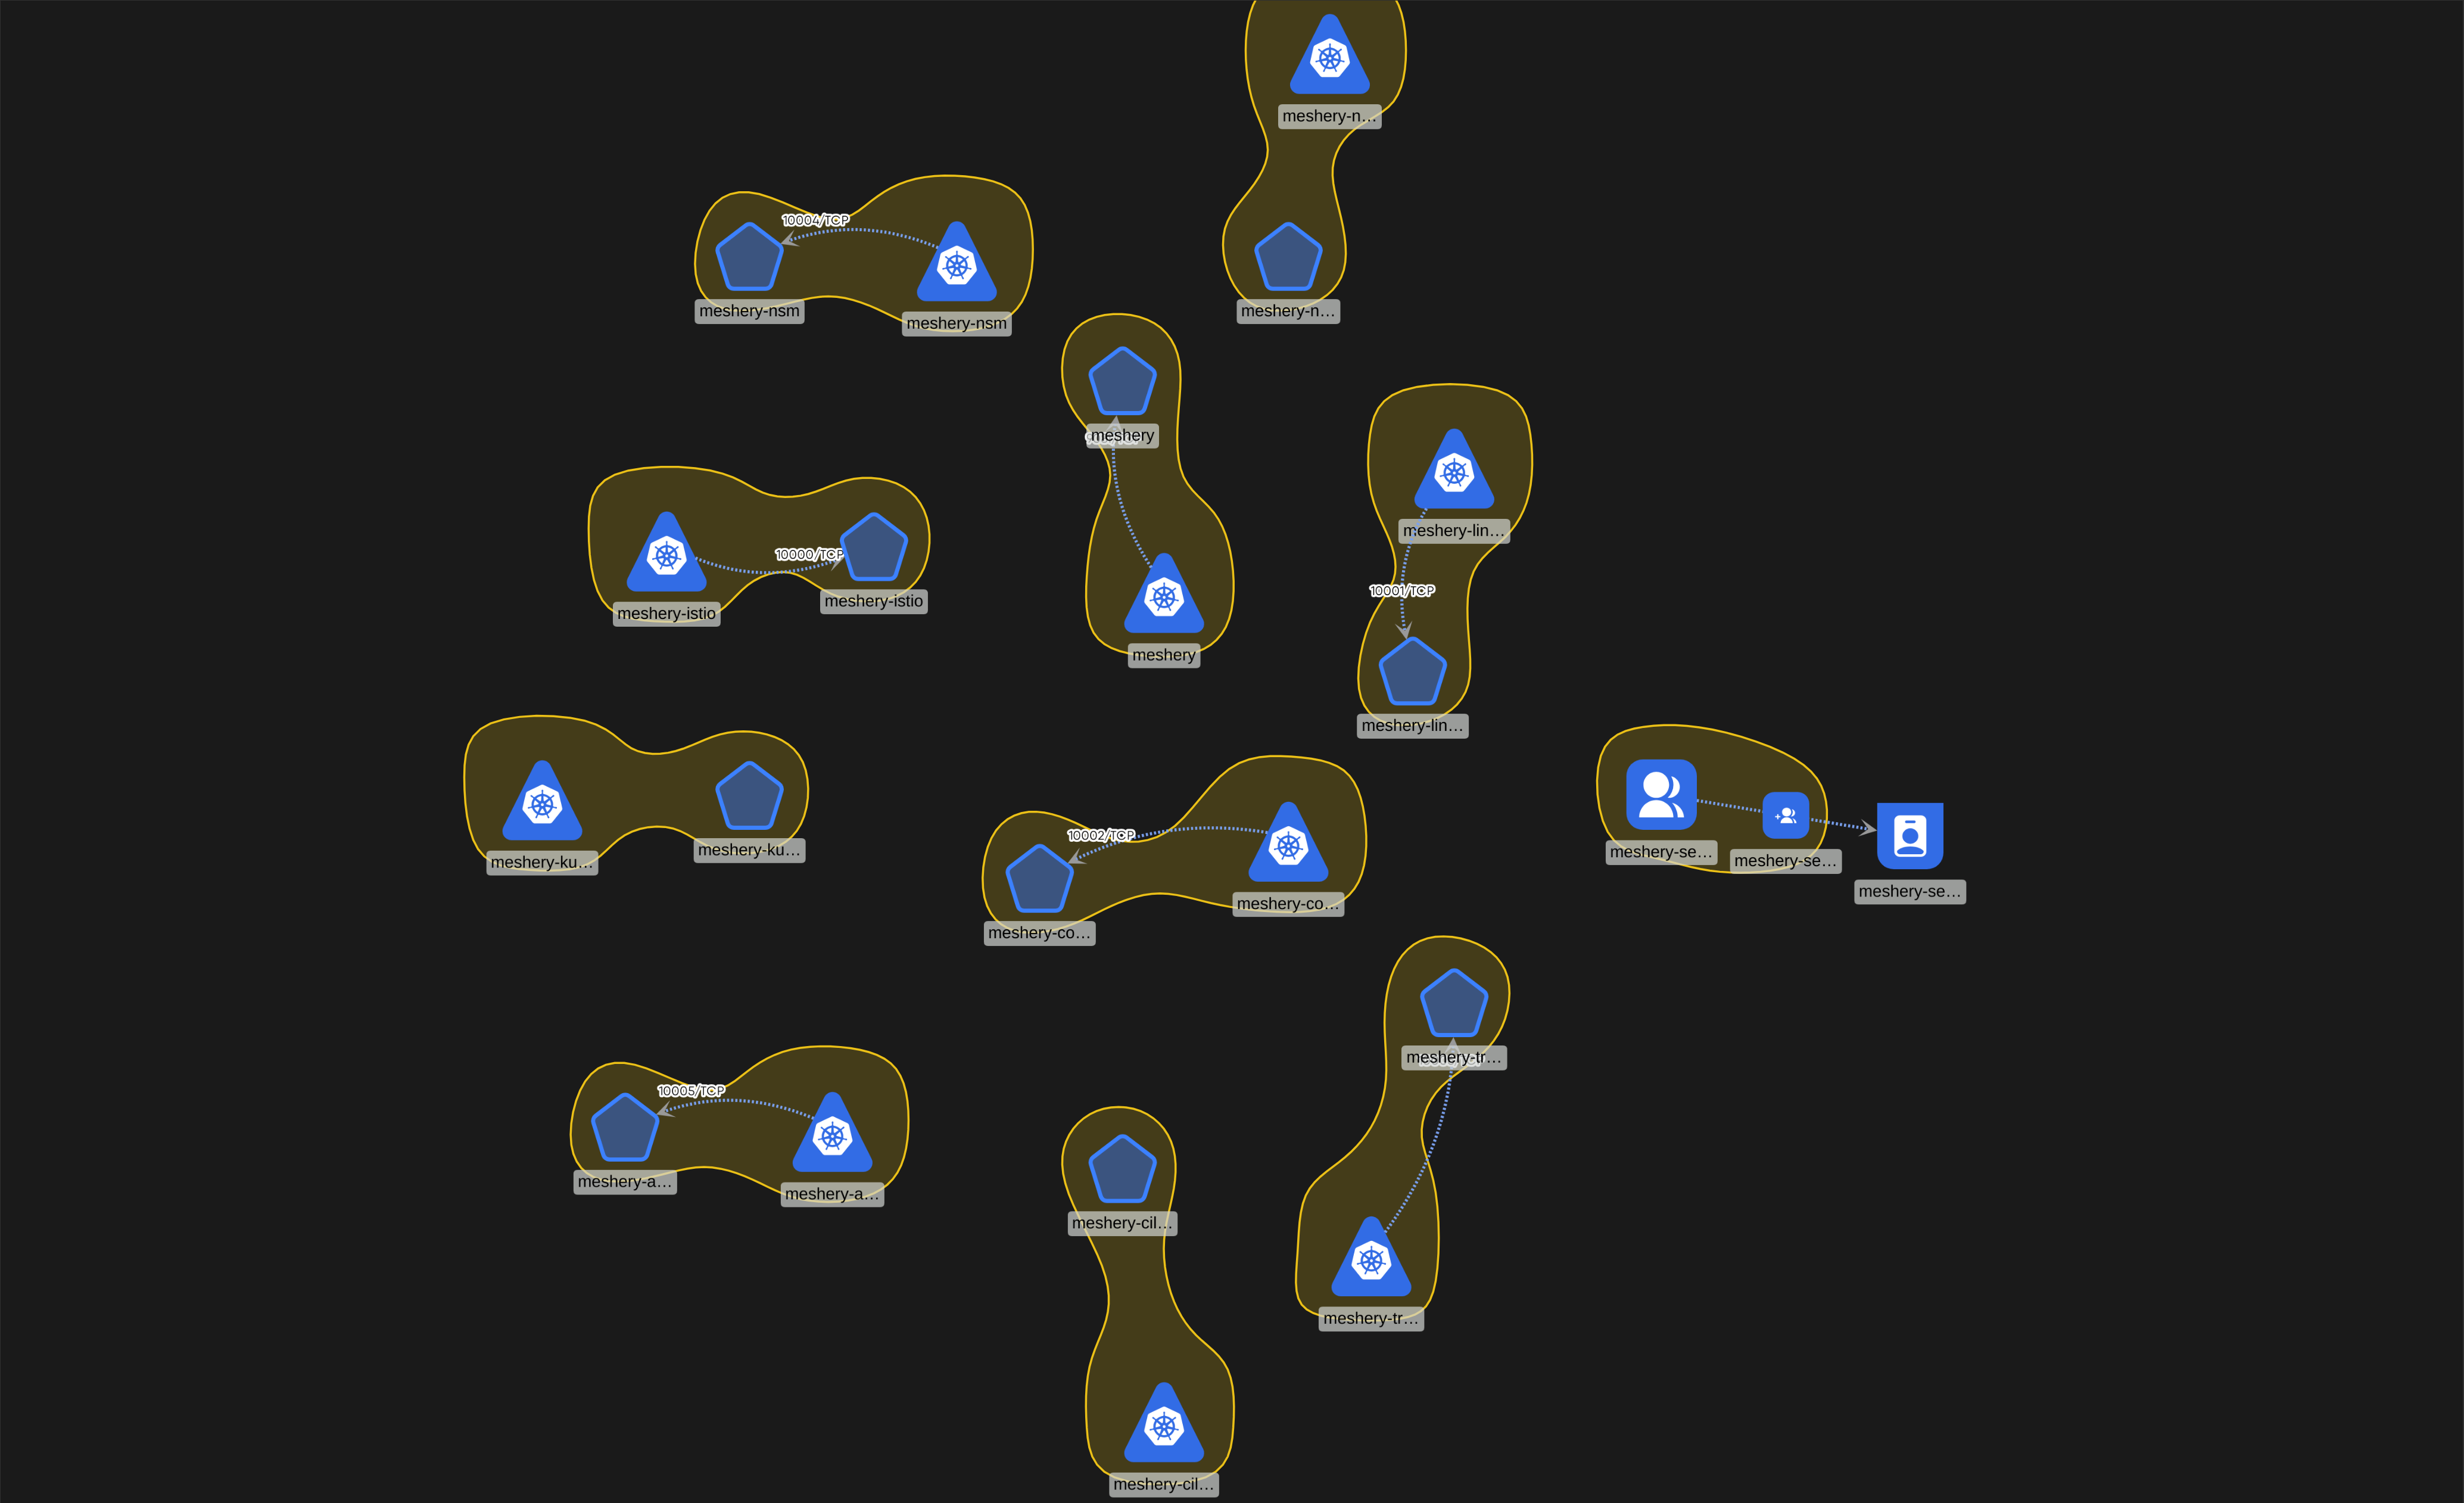 meshery-n…
10004/TCP
meshery-nsm
meshery-nsm
meshery-n…
meshery
meshery-lin…
10000/TCP
meshery-istio
meshery-istio
10001/TCP
meshery
meshery-lin…
meshery-ku…
meshery-ku…
10002/TCP
meshery-co…
meshery-co…
meshery-se…
meshery-se…
meshery-se…
meshery-tr…
10005/TCP
meshery-a…
meshery-a…
meshery-cil…
meshery-tr…
meshery-cil…